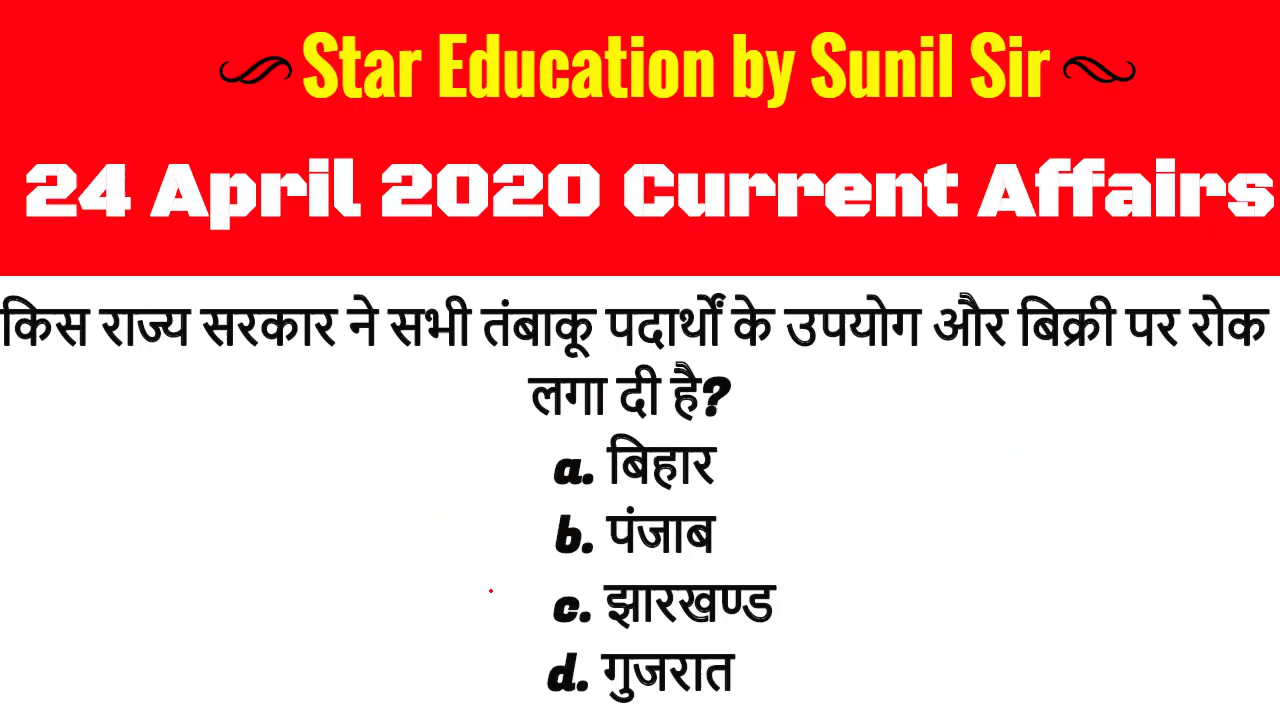 Star Education by Sunil Sir
24 April 2020 Current Affairs
किस राज्य सरकार ने सभी तंबाकू पदार्थों के उपयोग और बिक्री पर रोक
लगा दी है?
a. बिहार
b. पंजाब
c. झारखण्ड
d. गुजरात